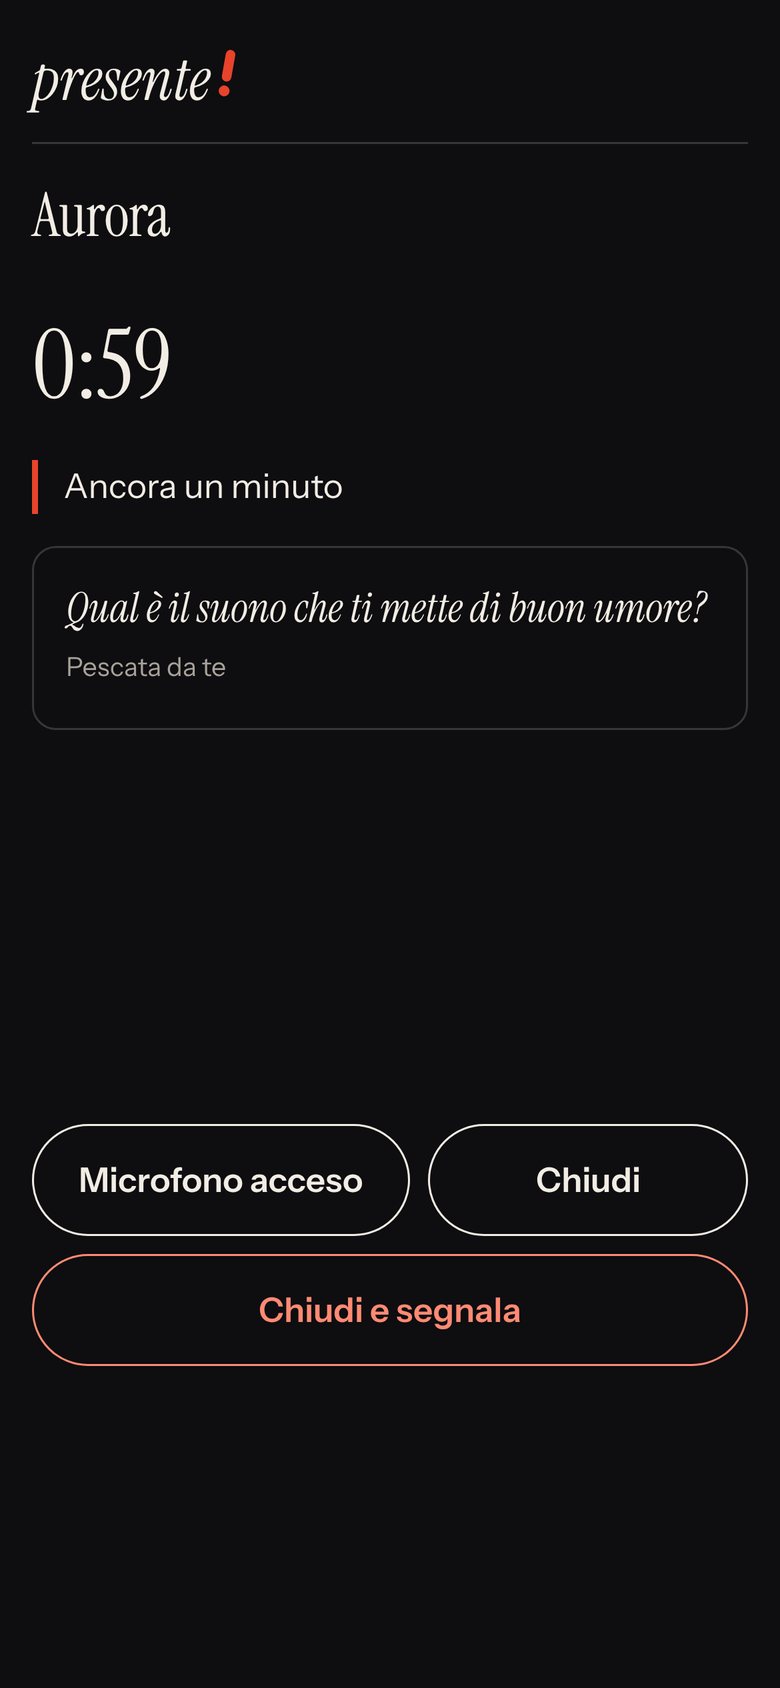 presente!
Aurora
0:59
Ancora un minuto
Qual è il suono che ti mette di buon umore?
Pescata da te
Microfono acceso
Chiudi
Chiudi e segnala